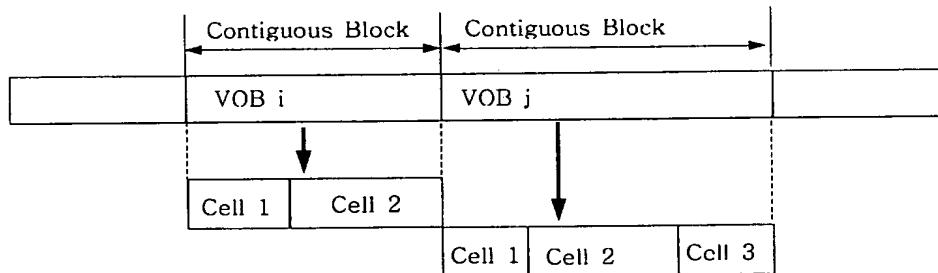 Contiguous Block Contiguous Block
VOB i VOB j
Cell 1 Cell 2
Cell 1 Cell 2 Cell 3